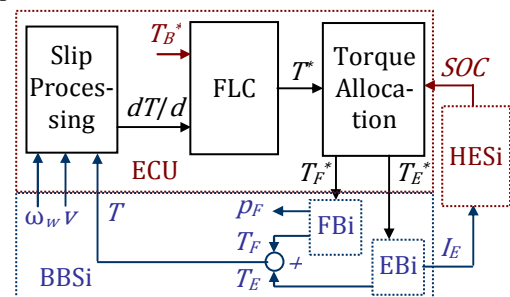 Slip
Proces-
sing
T_B^*
FLC
T^*
Torque
Alloca-
tion
SOC
dT/d
ECU
T_F^*
T_E^*
HESi
ω_w v
T
p_F
FBi
T_F
+
T_E
EBi
I_E
BBSi